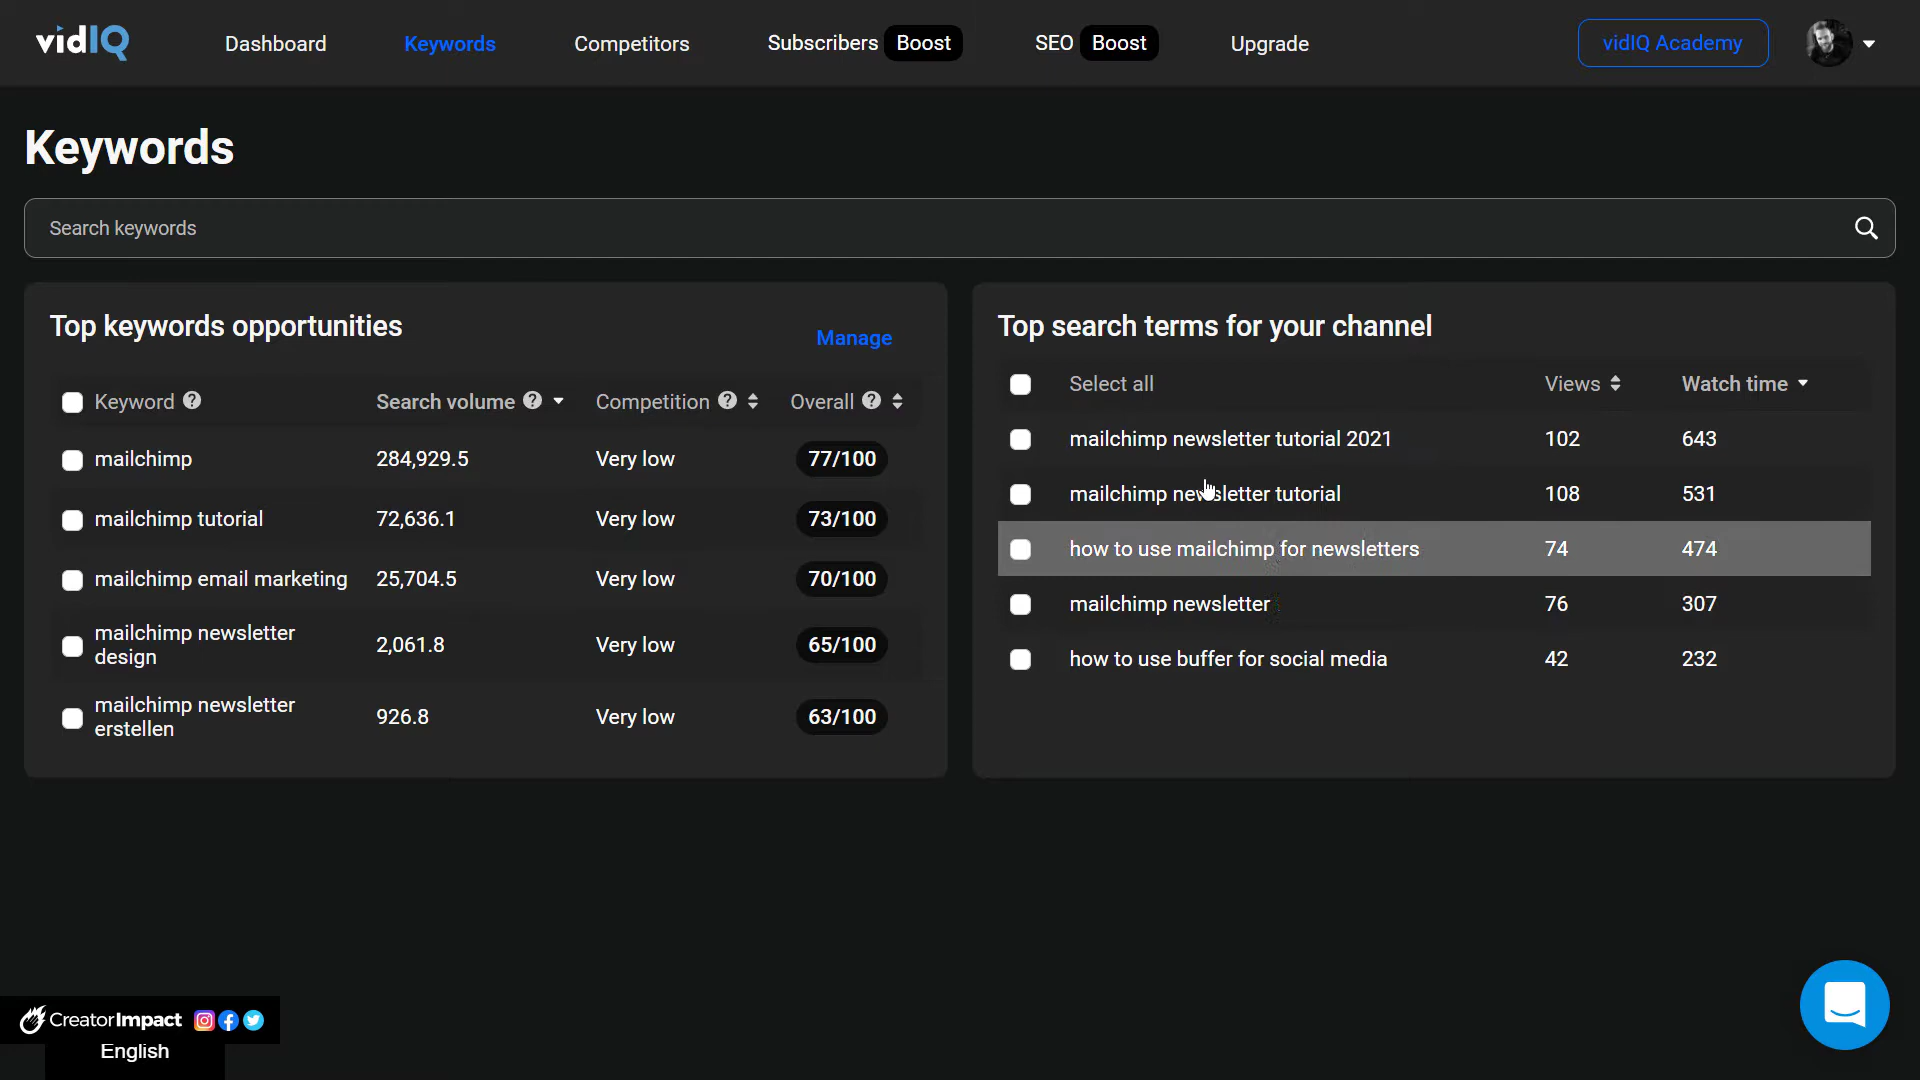 vidIQ Dashboard Keywords Competitors Subscribers Boost SEO Boost Upgrade vidIQ Academy
Keywords
Search keywords
Top keywords opportunities
Manage
Keyword ? Search volume ? Competition ? Overall ?
mailchimp 284,929.5 Very low 77/100
mailchimp tutorial 72,636.1 Very low 73/100
mailchimp email marketing 25,704.5 Very low 70/100
mailchimp newsletter
design 2,061.8 Very low 65/100
mailchimp newsletter
erstellen 926.8 Very low 63/100
Top search terms for your channel
Select all Views Watch time
mailchimp newsletter tutorial 2021 102 643
mailchimp newsletter tutorial 108 531
how to use mailchimp for newsletters 74 474
mailchimp newsletter 76 307
how to use buffer for social media 42 232
CreatorImpact
English